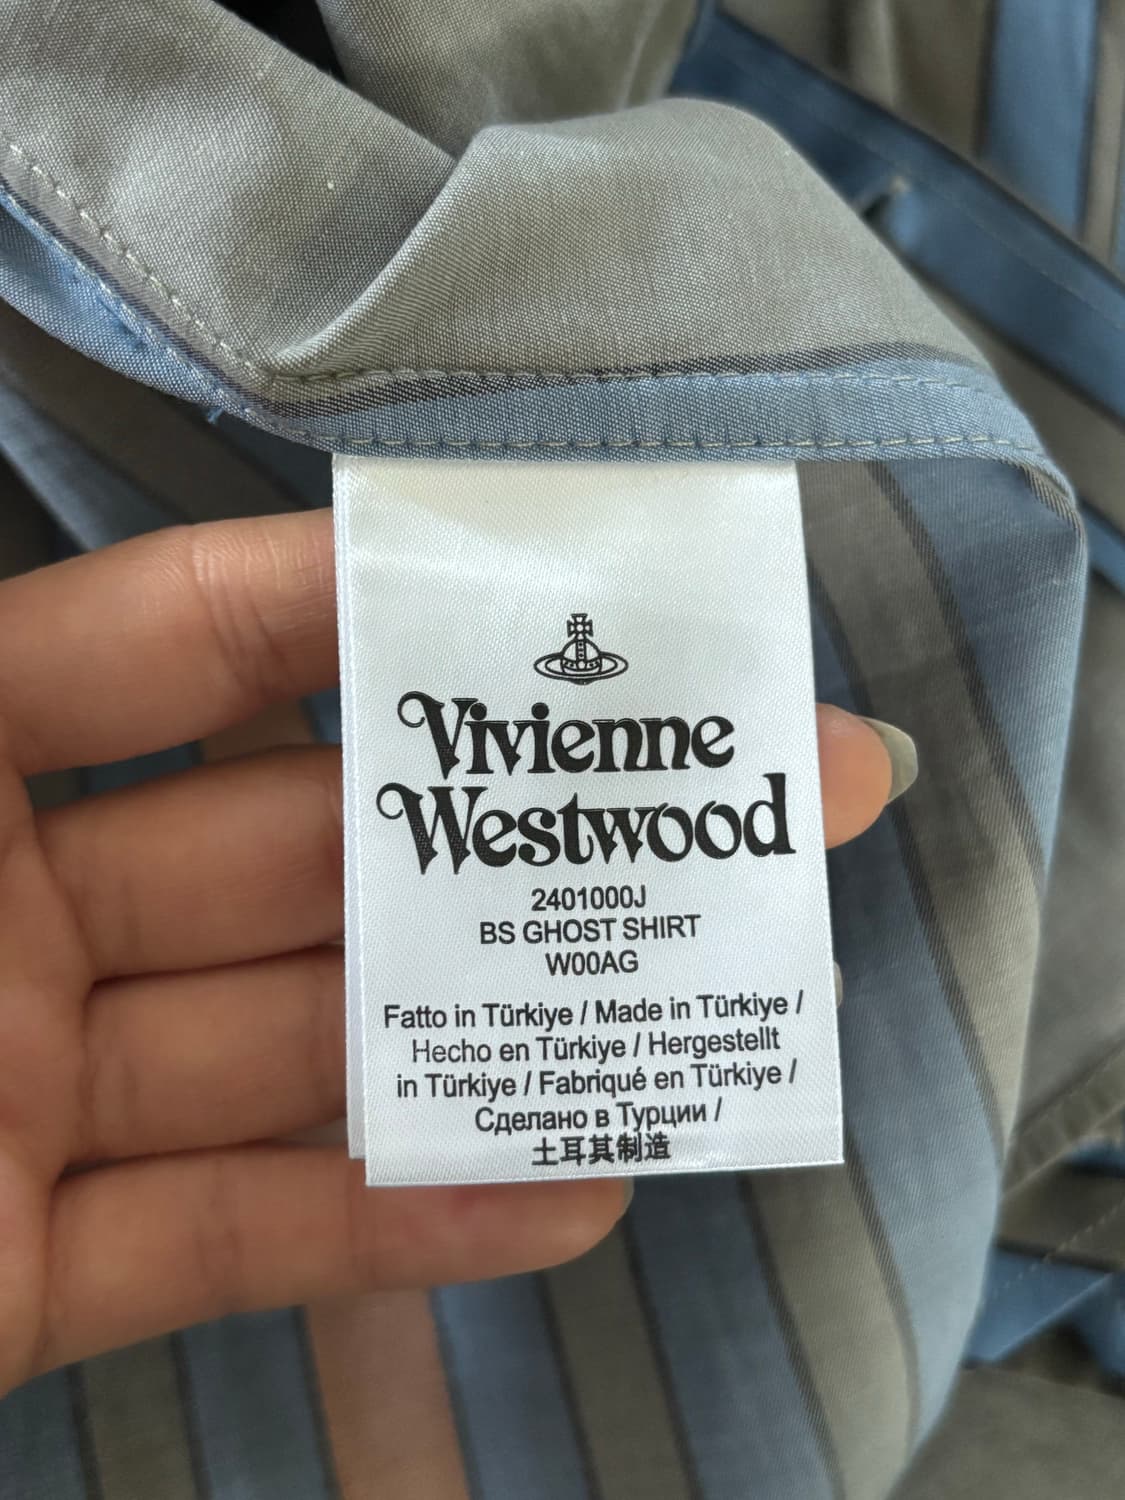 Vivienne
Westwood
2401000J
BS GHOST SHIRT
W00AG
Fatto in Türkiye / Made in Türkiye /
Hecho en Türkiye / Hergestellt
in Türkiye / Fabriqué en Türkiye /
Сделано в Турции /
土耳其制造